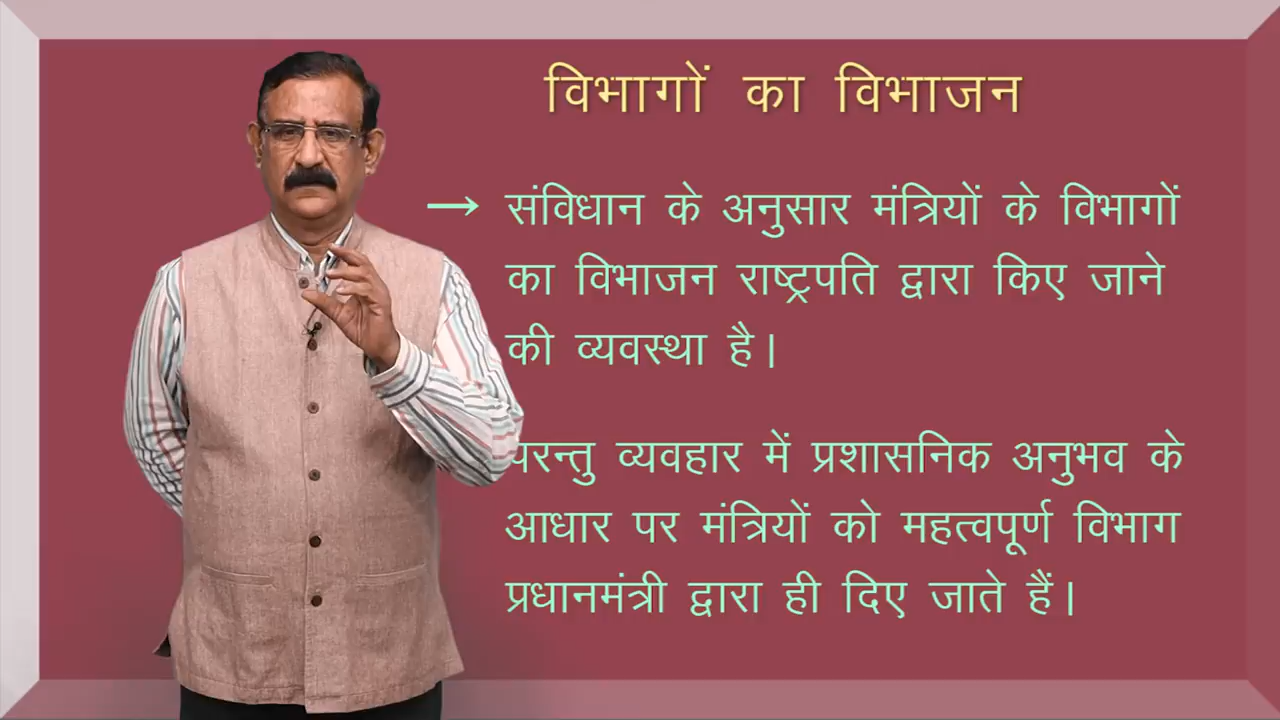 विभागों का विभाजन
→ संविधान के अनुसार मंत्रियों के विभागों
का विभाजन राष्ट्रपति द्वारा किए जाने
की व्यवस्था है।
परन्तु व्यवहार में प्रशासनिक अनुभव के
आधार पर मंत्रियों को महत्वपूर्ण विभाग
प्रधानमंत्री द्वारा ही दिए जाते हैं।